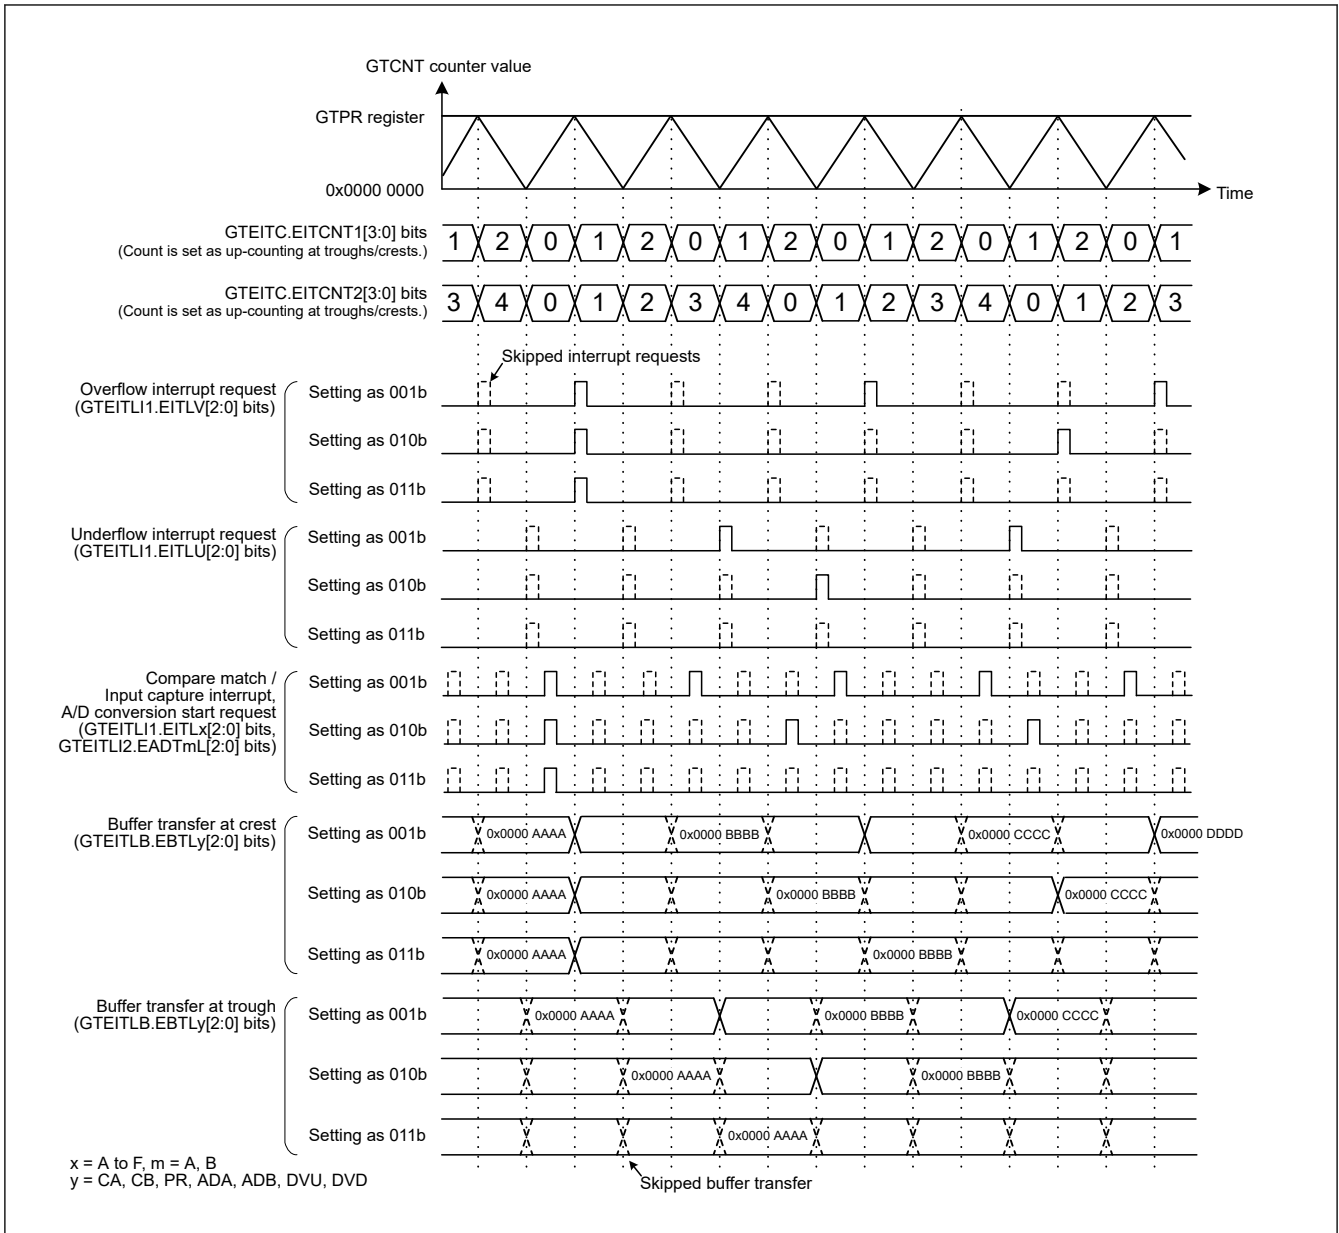 GTCNT counter value
GTPR register
0x0000 0000
Time
GTEITC.EITCNT1[3:0] bits
(Count is set as up-counting at troughs/crests.)
1 2 0 1 2 0 1 2 0 1 2 0 1 2 0 1
GTEITC.EITCNT2[3:0] bits
(Count is set as up-counting at troughs/crests.)
3 4 0 1 2 3 4 0 1 2 3 4 0 1 2 3
Skipped interrupt requests
Overflow interrupt request
(GTEITLI1.EITLV[2:0] bits)
Setting as 001b
Setting as 010b
Setting as 011b
Underflow interrupt request
(GTEITLI1.EITLU[2:0] bits)
Setting as 001b
Setting as 010b
Setting as 011b
Compare match /
Input capture interrupt,
A/D conversion start request
(GTEITLI1.EITLx[2:0] bits,
GTEITLI2.EADTmL[2:0] bits)
Setting as 001b
Setting as 010b
Setting as 011b
Buffer transfer at crest
(GTEITLB.EBTLy[2:0] bits)
Setting as 001b
0x0000 AAAA 0x0000 BBBB 0x0000 CCCC 0x0000 DDDD
Setting as 010b
0x0000 AAAA 0x0000 BBBB 0x0000 CCCC
Setting as 011b
0x0000 AAAA 0x0000 BBBB
Buffer transfer at trough
(GTEITLB.EBTLy[2:0] bits)
Setting as 001b
0x0000 AAAA 0x0000 BBBB 0x0000 CCCC
Setting as 010b
0x0000 AAAA 0x0000 BBBB
Setting as 011b
0x0000 AAAA
x = A to F, m = A, B
y = CA, CB, PR, ADA, ADB, DVU, DVD
Skipped buffer transfer